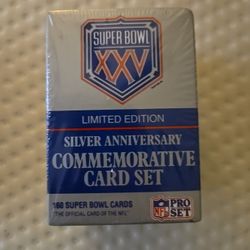 SUPER BOWL
XXV
LIMITED EDITION
SILVER ANNIVERSARY
COMMEMORATIVE
CARD SET
160 SUPER BOWL CARDS
"THE OFFICIAL CARD OF THE NFL"
NFL
PRO
SET